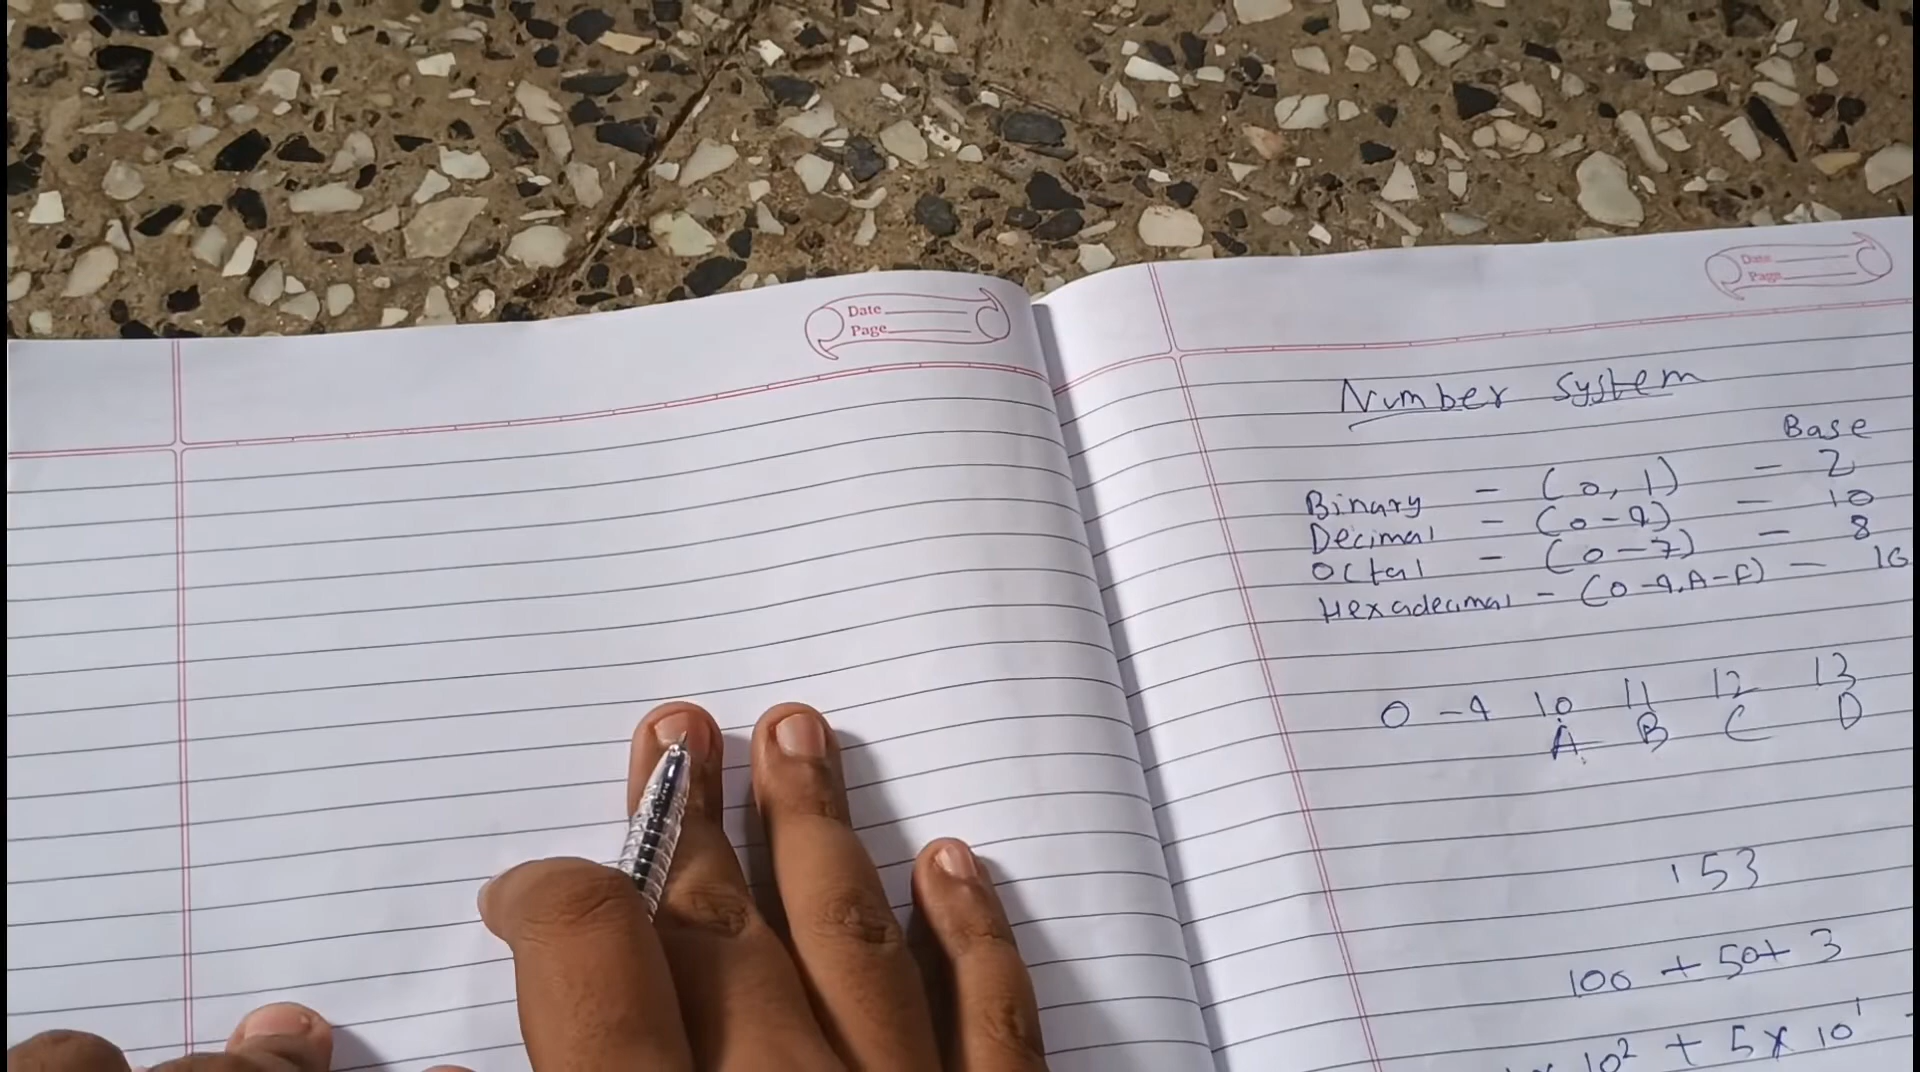 Date
Page
Date
Page
Number System
Base
Binary - (0, 1) - 2
Decimal - (0-9) - 10
Octal - (0-7) - 8
Hexadecimal - (0-9, A-F) - 16
0-9 10 11 12 13
A B C D
153
100 + 50 + 3
10² + 5 × 10¹